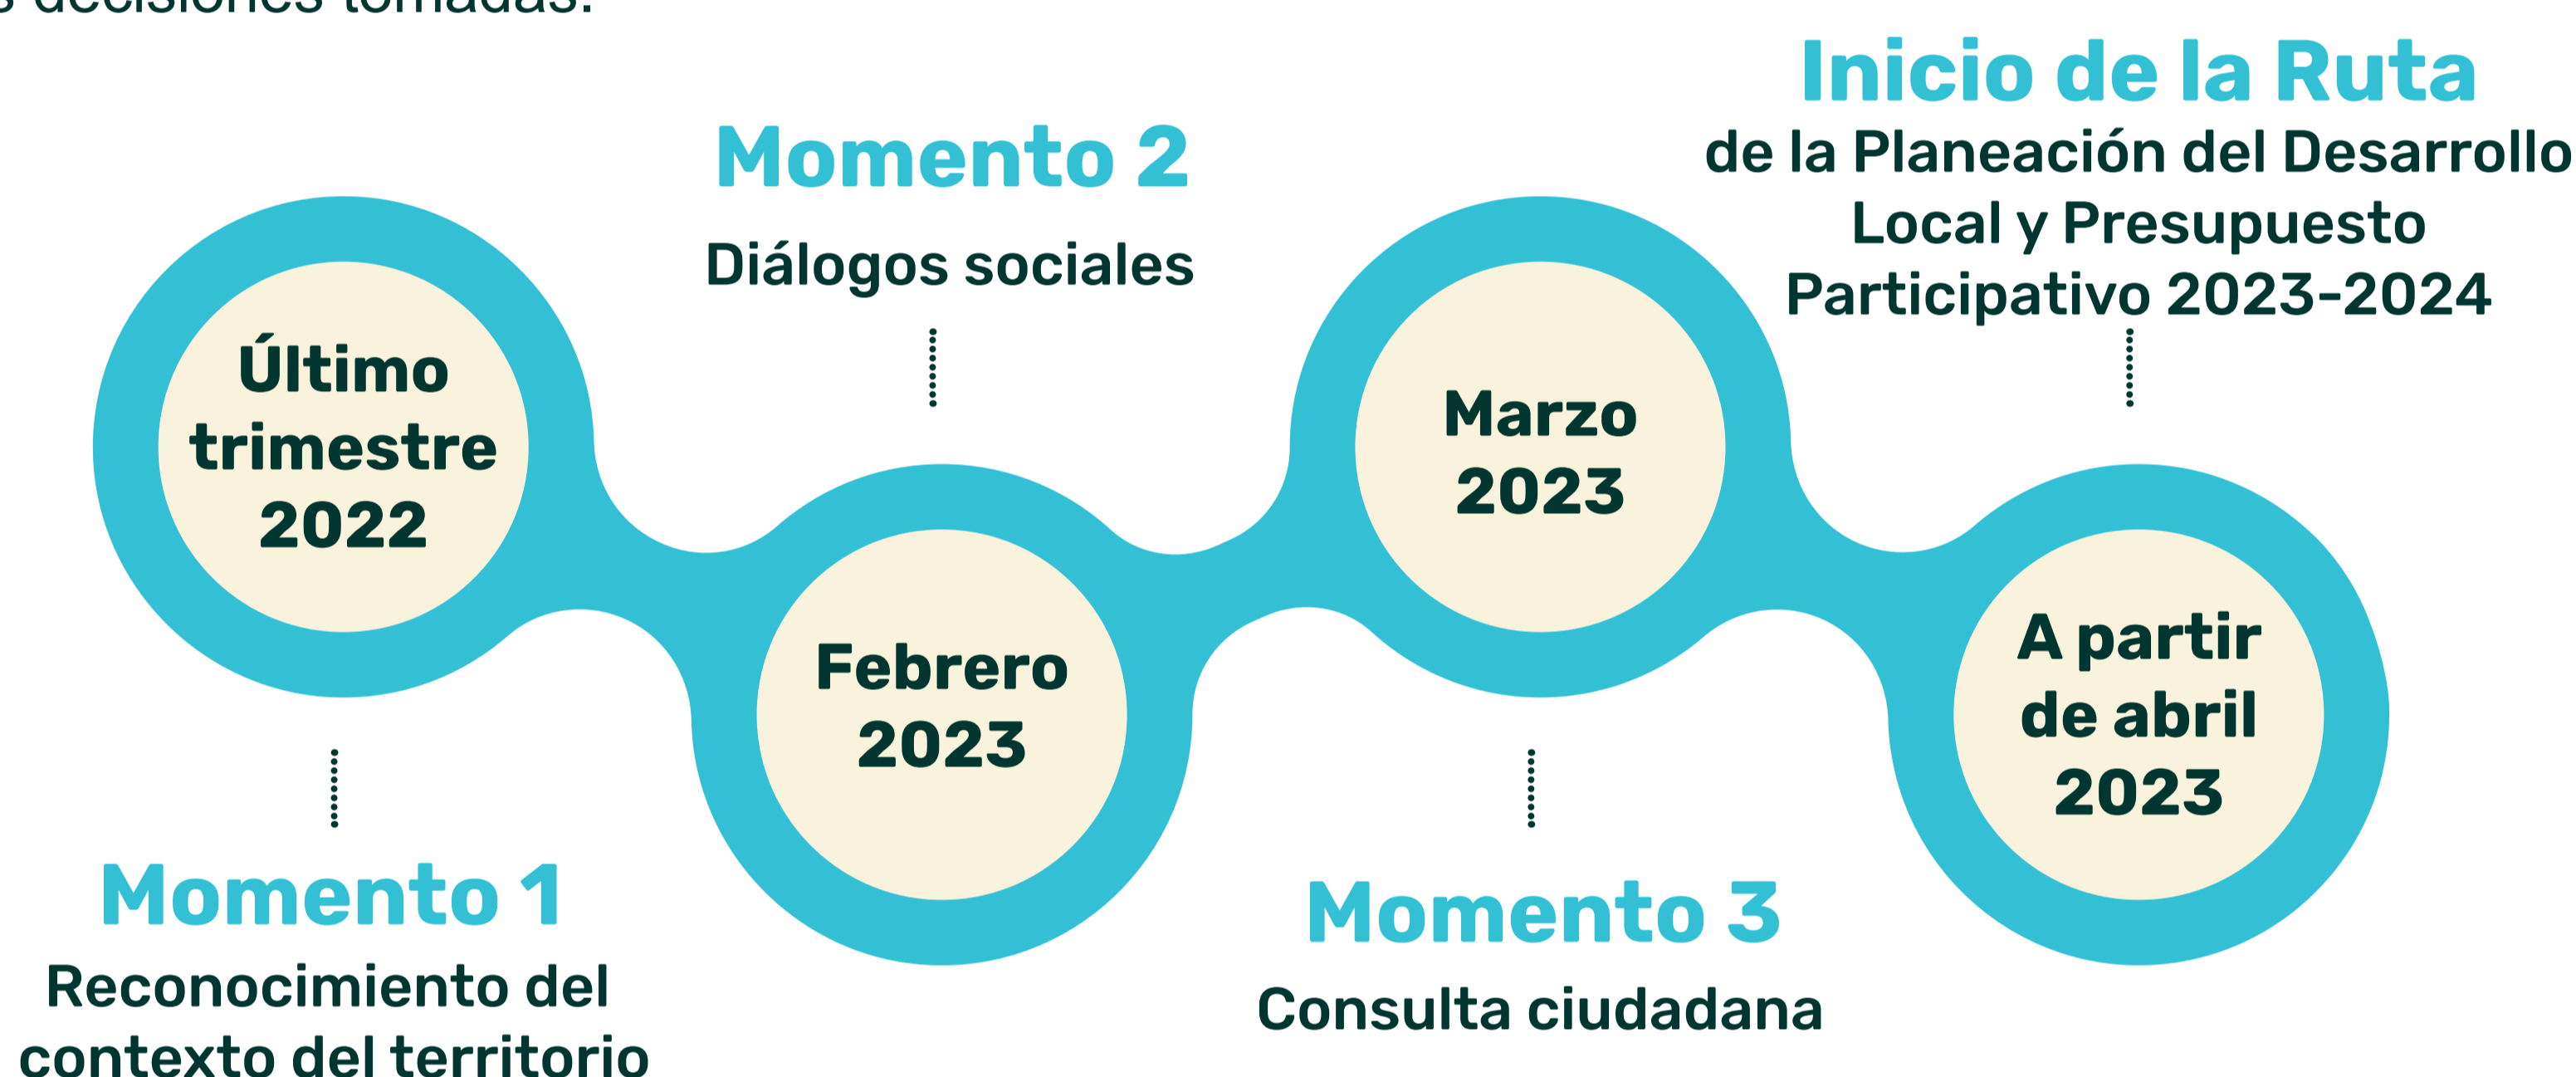 s decisiones tomadas.
Último
trimestre
2022
Momento 1
Reconocimiento del
contexto del territorio
Momento 2
Diálogos sociales
Febrero
2023
Marzo
2023
Momento 3
Consulta ciudadana
Inicio de la Ruta
de la Planeación del Desarrollo
Local y Presupuesto
Participativo 2023-2024
A partir
de abril
2023